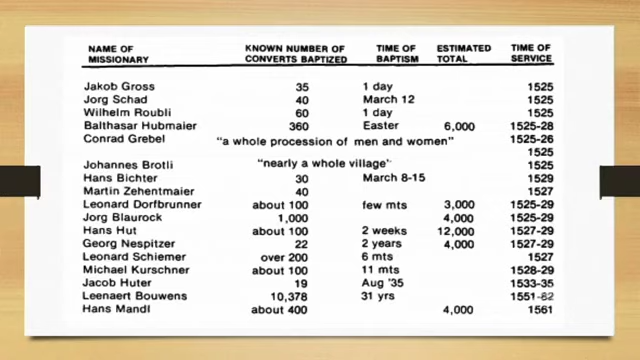 NAME OF MISSIONARY KNOWN NUMBER OF CONVERTS BAPTIZED TIME OF BAPTISM ESTIMATED TOTAL TIME OF SERVICE
Jakob Gross 35 1 day 1525
Jorg Schad 40 March 12 1525
Wilhelm Roubli 60 1 day 1525
Balthasar Hubmaier 360 Easter 6,000 1525-28
Conrad Grebel "a whole procession of men and women" 1525-26
1525
Johannes Brotli "nearly a whole village" 1525
Hans Bichter 30 March 8-15 1529
Martin Zehentmaier 40 1527
Leonard Dorfbrunner about 100 few mts 3,000 1525-29
Jorg Blaurock 1,000 4,000 1525-29
Hans Hut about 100 2 weeks 12,000 1527-29
Georg Nespitzer 22 2 years 4,000 1527-29
Leonard Schiemer over 200 6 mts 1527
Michael Kurschner about 100 11 mts 1528-29
Jacob Huter 19 Aug '35 1533-35
Leenaert Bouwens 10,378 31 yrs 1551-82
Hans Mandl about 400 4,000 1561